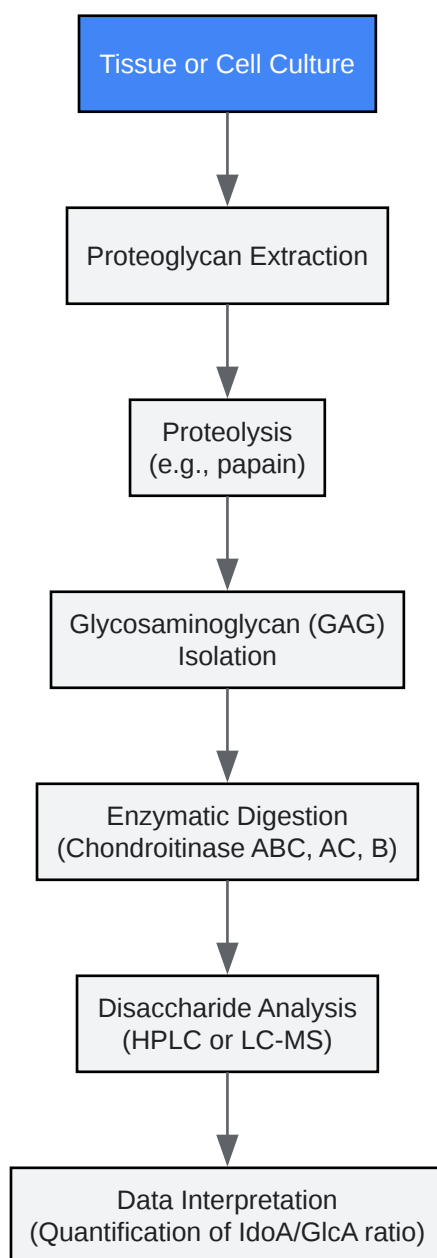 Tissue or Cell Culture
Proteoglycan Extraction
Proteolysis
(e.g., papain)
Glycosaminoglycan (GAG)
Isolation
Enzymatic Digestion
(Chondroitinase ABC, AC, B)
Disaccharide Analysis
(HPLC or LC-MS)
Data Interpretation
(Quantification of IdoA/GlcA ratio)